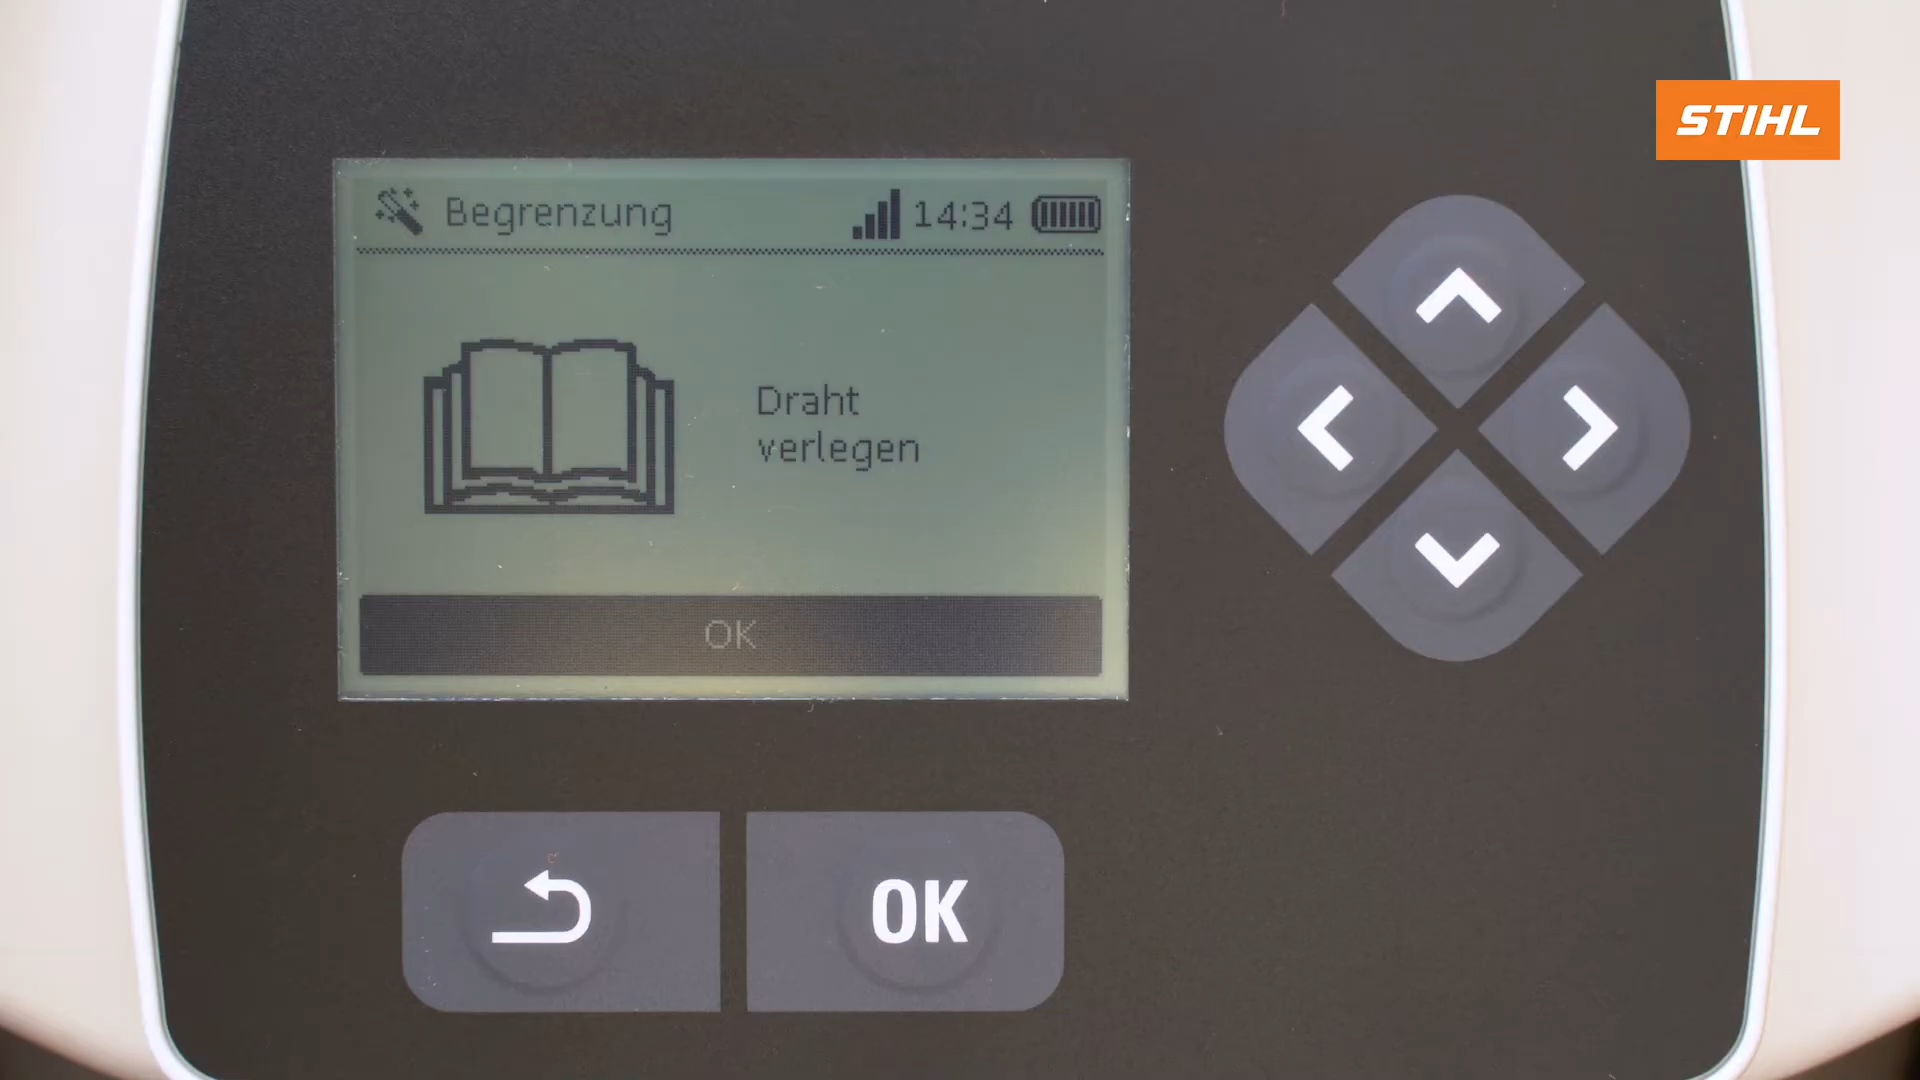 STIHL
Begrenzung 14:34
Draht
verlegen
OK
OK